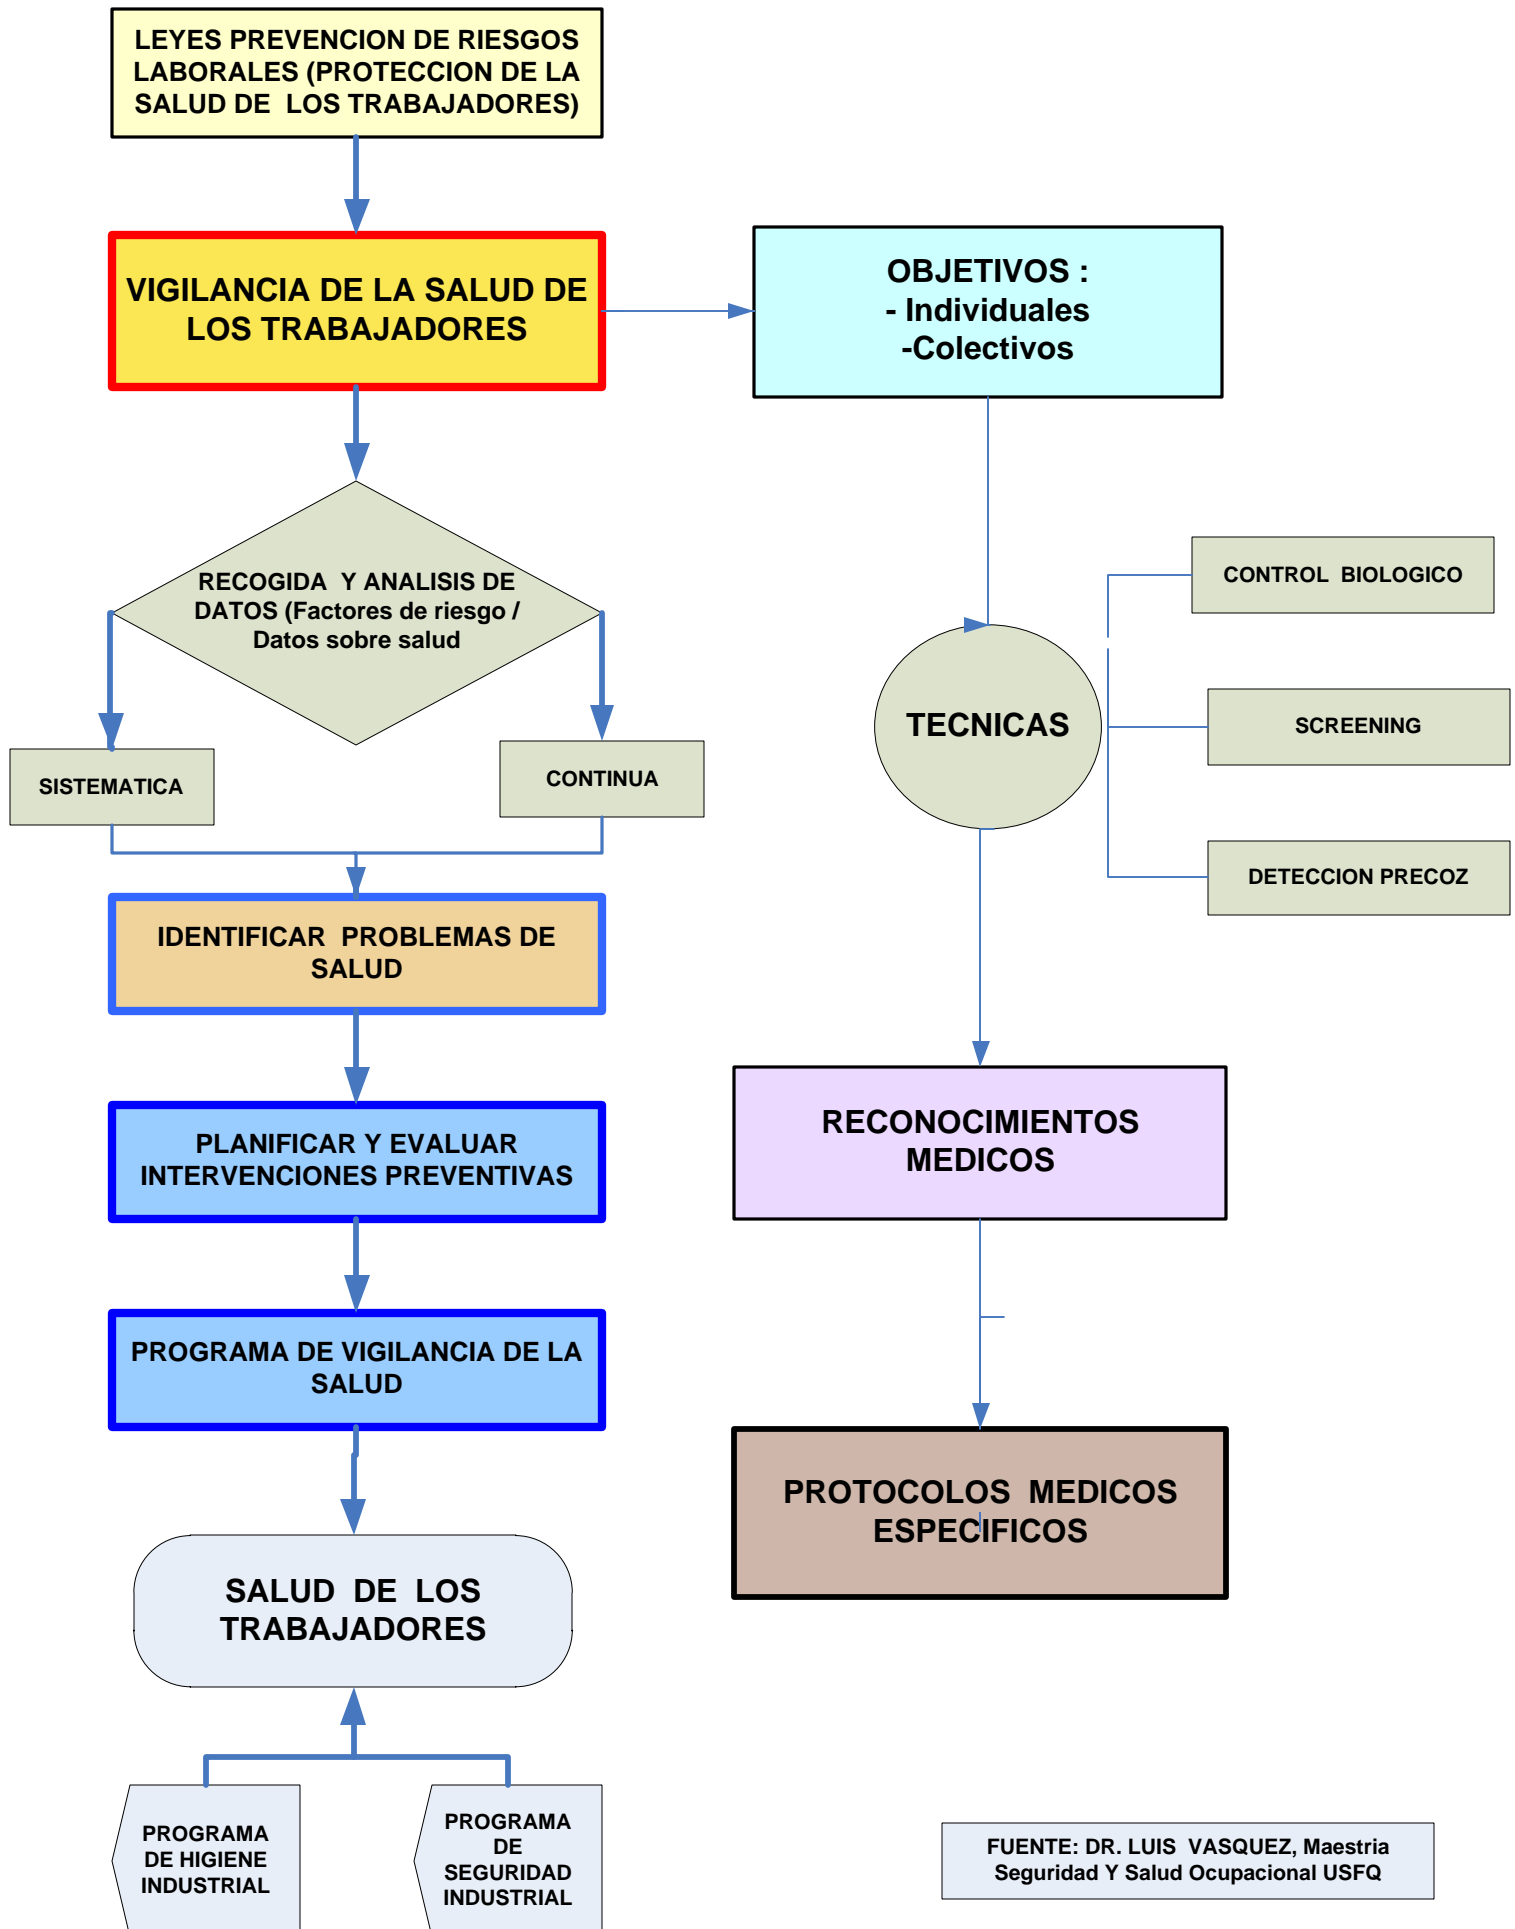 LEYES PREVENCION DE RIESGOS
LABORALES (PROTECCION DE LA
SALUD DE LOS TRABAJADORES)
VIGILANCIA DE LA SALUD DE
LOS TRABAJADORES
OBJETIVOS :
- Individuales
-Colectivos
RECOGIDA Y ANALISIS DE
DATOS (Factores de riesgo /
Datos sobre salud
SISTEMATICA
CONTINUA
TECNICAS
CONTROL BIOLOGICO
SCREENING
DETECCION PRECOZ
IDENTIFICAR PROBLEMAS DE
SALUD
PLANIFICAR Y EVALUAR
INTERVENCIONES PREVENTIVAS
RECONOCIMIENTOS
MEDICOS
PROGRAMA DE VIGILANCIA DE LA
SALUD
PROTOCOLOS MEDICOS
ESPECIFICOS
SALUD DE LOS
TRABAJADORES
PROGRAMA
DE HIGIENE
INDUSTRIAL
PROGRAMA
DE
SEGURIDAD
INDUSTRIAL
FUENTE: DR. LUIS VASQUEZ, Maestria
Seguridad Y Salud Ocupacional USFQ